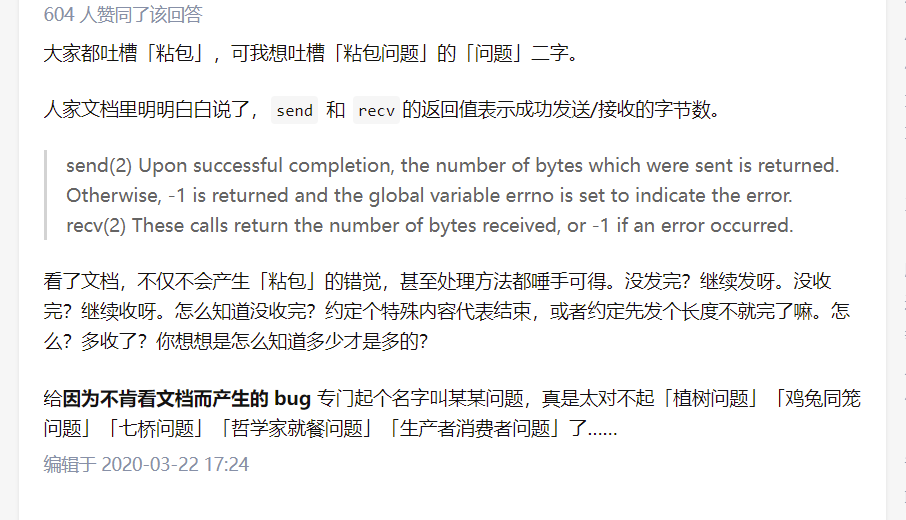 604 人赞同了该回答
大家都吐槽「粘包」，可我想吐槽「粘包问题」的「问题」二字。
人家文档里明明白白说了，send 和 recv 的返回值表示成功发送/接收的字节数。
send(2) Upon successful completion, the number of bytes which were sent is returned.
Otherwise, -1 is returned and the global variable errno is set to indicate the error.
recv(2) These calls return the number of bytes received, or -1 if an error occurred.
看了文档，不仅不会产生「粘包」的错觉，甚至处理方法都唾手可得。没发完？继续发呀。没收
完？继续收呀。怎么知道没收完？约定个特殊内容代表结束，或者约定先发个长度不就完了嘛。怎
么？多收了？你想想是怎么知道多少才是多的？
给因为不肯看文档而产生的 bug 专门起个名字叫某某问题，真是太对不起「植树问题」「鸡兔同笼
问题」「七桥问题」「哲学家就餐问题」「生产者消费者问题」了……
编辑于 2020-03-22 17:24